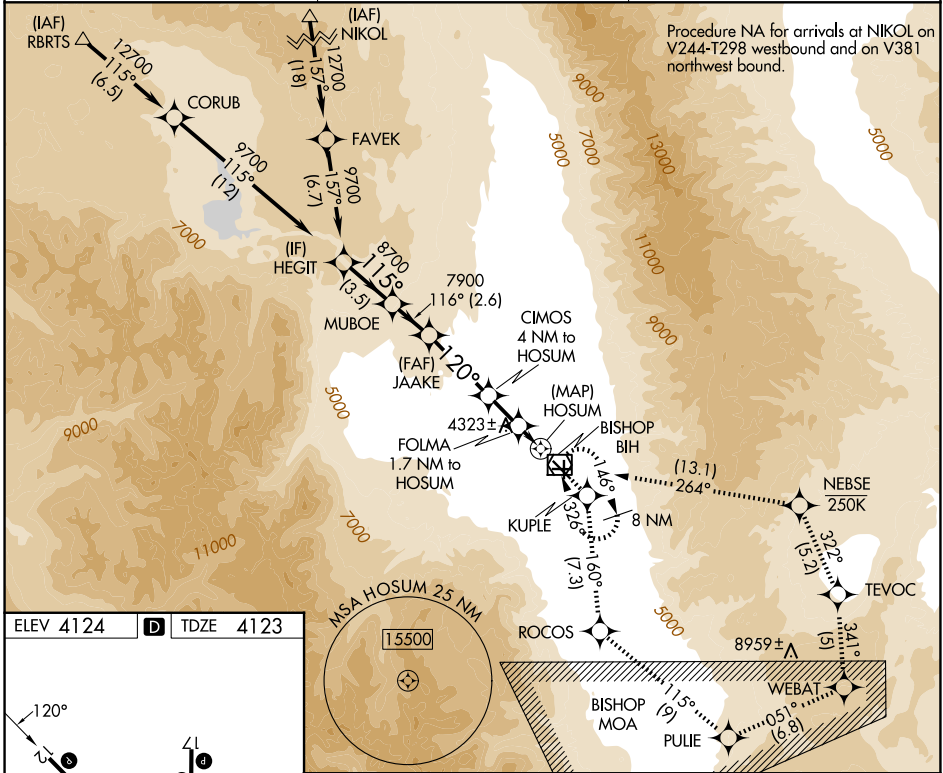 (IAF)
RBRTS
12700
115°
(6.5)
CORUB
9700
115°
(12)
(IAF)
NIKOL
12700
157°
(18)
FAVEK
9700
157°
(6.7)
Procedure NA for arrivals at NIKOL on
V244-T298 westbound and on V381
northwest bound.
9000
5000
7000
13000
5000
7000
(IF)
HEGIT
8700
115°
(3.5)
MUBOE
7900
116° (2.6)
(FAF)
JAAKE
120°
11000
9000
CIMOS
4 NM to
HOSUM
5000
9000
4323±
(MAP)
HOSUM
FOLMA
1.7 NM to
HOSUM
BISHOP
BIH
146°
326°
8 NM
KUPLE
(13.1)
264°
NEBSE
250K
322°
(5.2)
TEVOC
7000
11000
160°
(7.3)
ROCOS
5000
341°
(5)
8959±
WEBAT
MSA HOSUM 25 NM
15500
BISHOP
MOA
115°
(9)
PULIE
051°
(6.8)
ELEV 4124 D TDZE 4123
120°
12
P
17
P